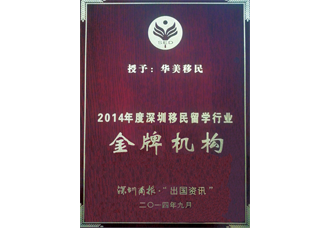 授予：华美移民
2014年度深圳移民留学行业
金牌机构
深圳商报·“出国资讯”
二〇一四年九月